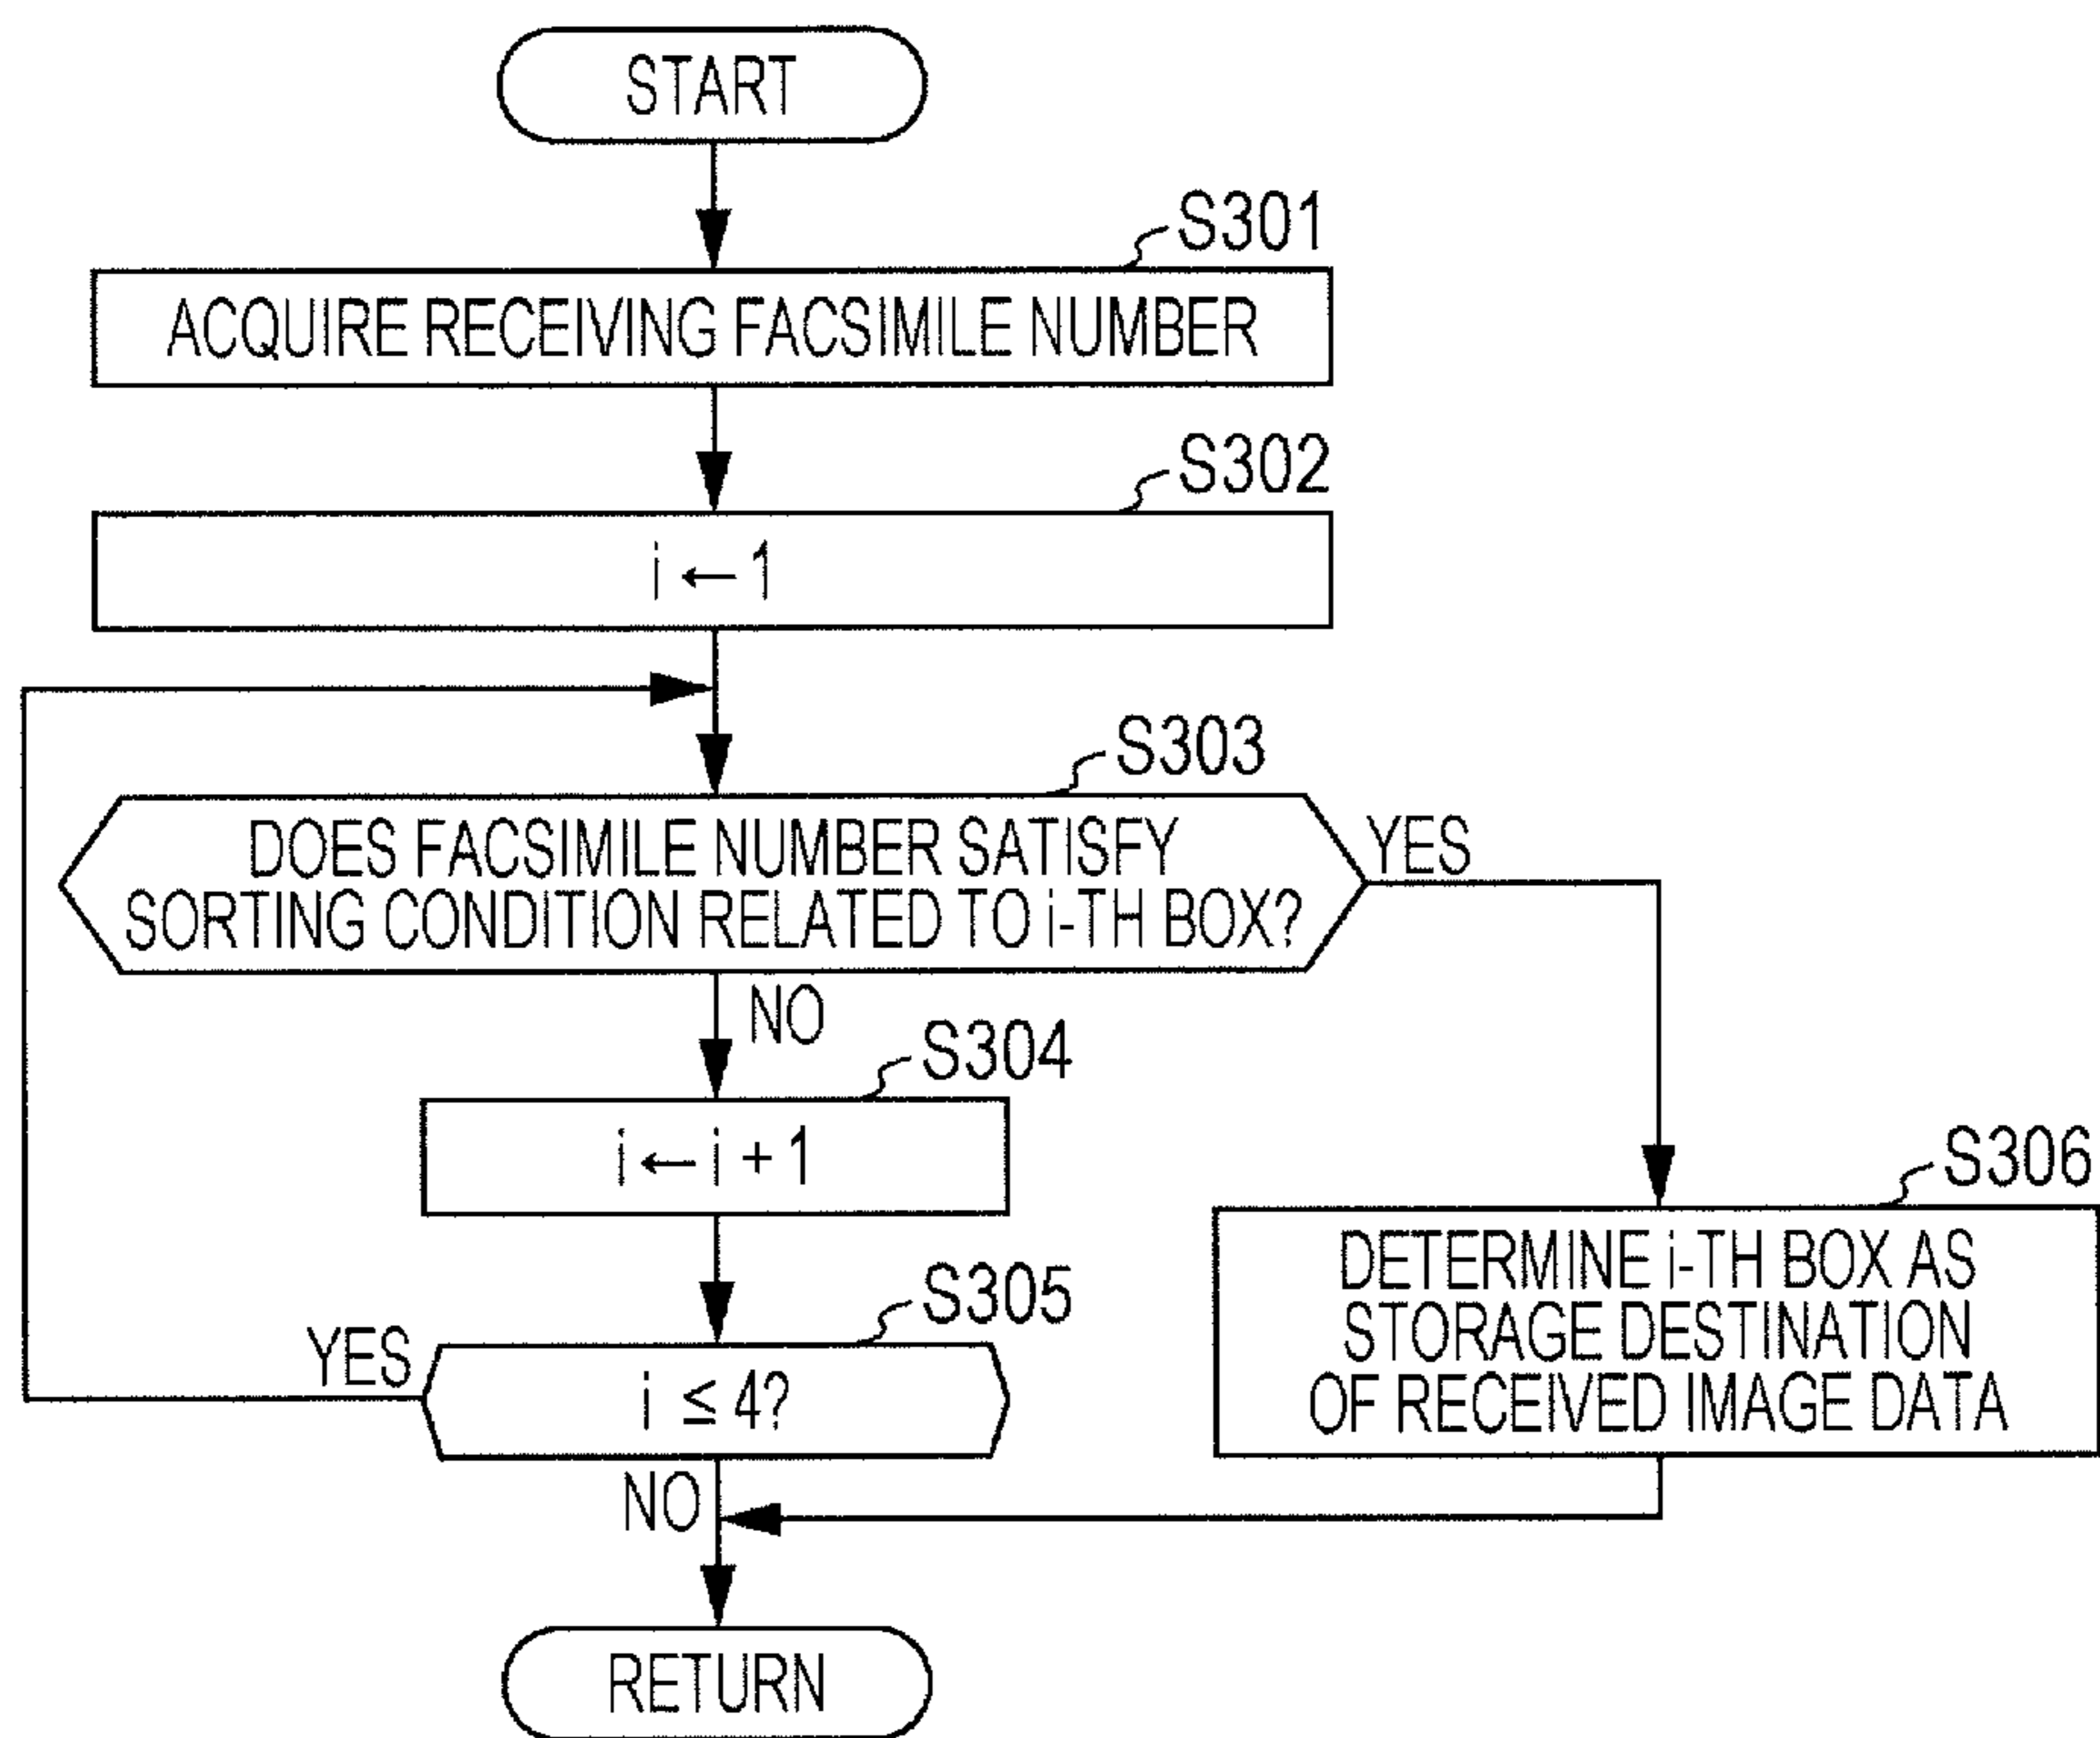 START
S301
ACQUIRE RECEIVING FACSIMILE NUMBER
S302
i ← 1
S303
DOES FACSIMILE NUMBER SATISFY
SORTING CONDITION RELATED TO i-TH BOX?
YES
NO
S304
i ← i + 1
S305
i ≤ 4?
YES
NO
S306
DETERMINE i-TH BOX AS
STORAGE DESTINATION
OF RECEIVED IMAGE DATA
RETURN